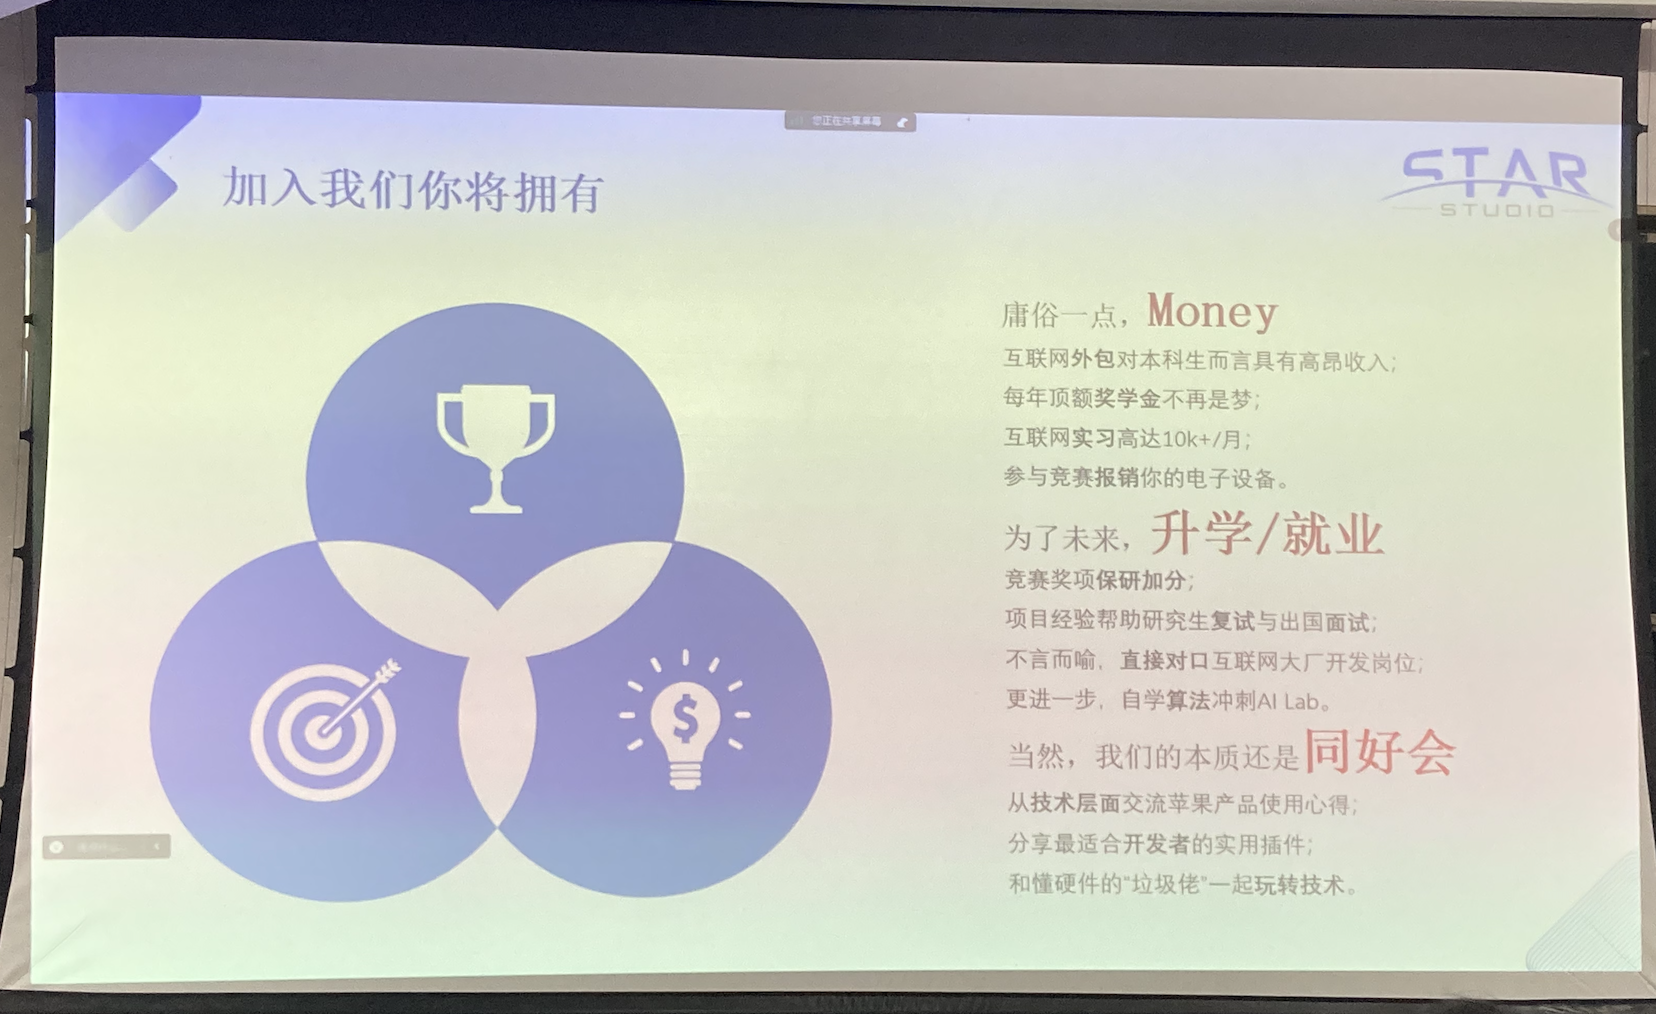 您正在共享屏幕
加入我们你将拥有
STAR
STUDIO
庸俗一点，Money
互联网外包对本科生而言具有高昂收入；
每年顶额奖学金不再是梦；
互联网实习高达10k+/月；
参与竞赛报销你的电子设备。
为了未来，升学/就业
竞赛奖项保研加分；
项目经验帮助研究生复试与出国面试；
不言而喻，直接对口互联网大厂开发岗位；
更进一步，自学算法冲刺AI Lab。
当然，我们的本质还是同好会
从技术层面交流苹果产品使用心得；
分享最适合开发者的实用插件；
和懂硬件的“垃圾佬”一起玩转技术。